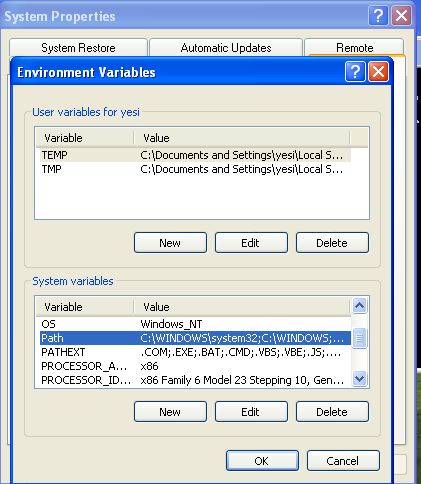 System Properties
System Restore Automatic Updates Remote
Environment Variables
User variables for yesi
Variable Value
TEMP C:\Documents and Settings\yesi\Local S...
TMP C:\Documents and Settings\yesi\Local S...
New Edit Delete
System variables
Variable Value
OS Windows_NT
Path C:\WINDOWS\system32;C:\WINDOWS;...
PATHEXT .COM;.EXE;.BAT;.CMD;.VBS;.VBE;.JS;....
PROCESSOR_A... x86
PROCESSOR_ID... x86 Family 6 Model 23 Stepping 10, Gen...
New Edit Delete
OK Cancel